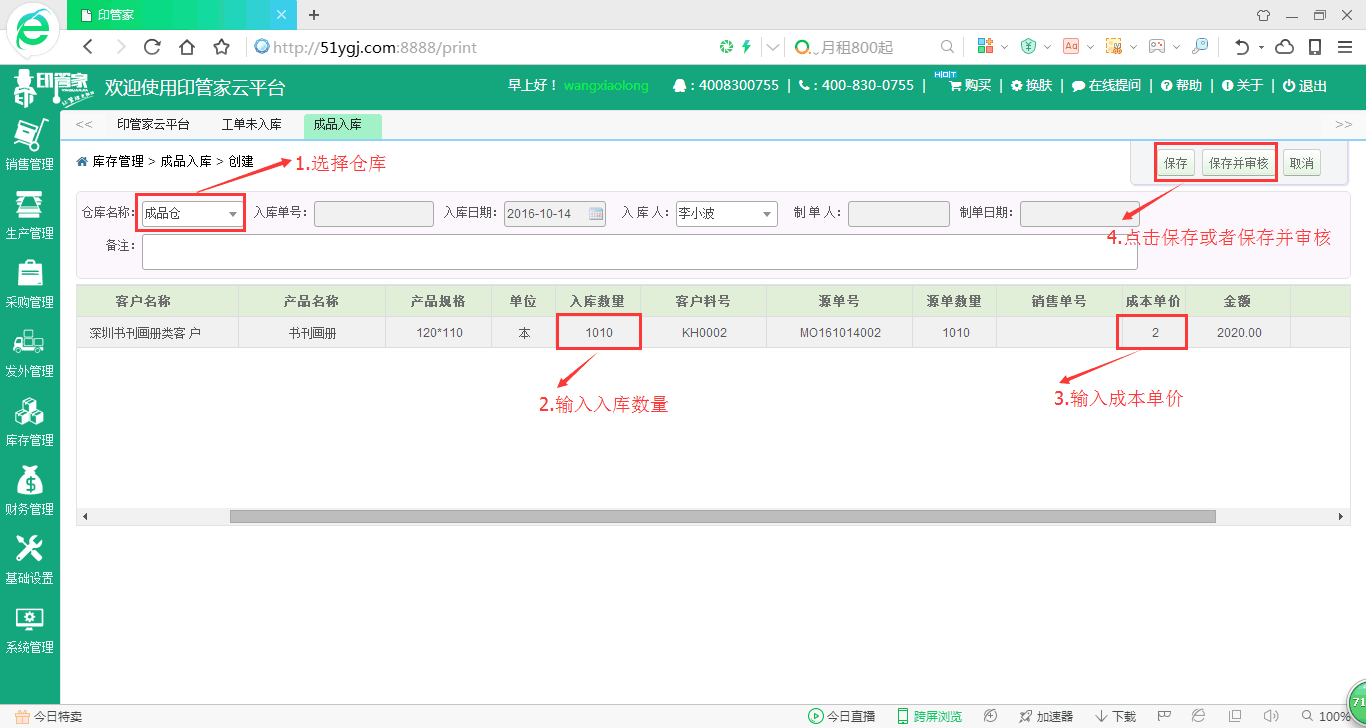 印管家
http://51ygj.com:8888/print
月租800起
印管家
欢迎使用印管家云平台
早上好！ wangxiaolong
: 4008300755 | : 400-830-0755 | HOT 购买 | 换肤 | 在线提问 | 帮助 | 关于 | 退出
<< 印管家云平台 工单未入库 成品入库 >>
销售管理
生产管理
采购管理
发外管理
库存管理
财务管理
基础设置
系统管理
库存管理 > 成品入库 > 创建
1.选择仓库
保存 保存并审核 取消
仓库名称: 成品仓 入库单号: 入库日期: 2016-10-14 入 库 人: 李小波 制 单 人: 制单日期:
4.点击保存或者保存并审核
备注:
客户名称 产品名称 产品规格 单位 入库数量 客户料号 源单号 源单数量 销售单号 成本单价 金额
深圳书刊画册类客 户 书刊画册 120*110 本 1010 KH0002 MO161014002 1010 2 2020.00
2.输入入库数量
3.输入成本单价
今日特卖 今日直播 跨屏浏览 加速器 下载 100%
71